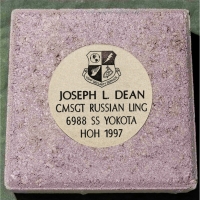 JOSEPH L. DEAN
CMSGT RUSSIAN LING
6988 SS YOKOTA
HOH 1997